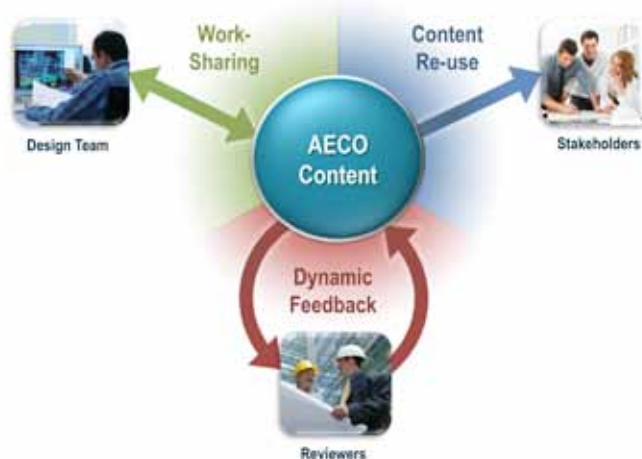 Work-
Sharing
Content
Re-use
Design Team
AECO
Content
Stakeholders
Dynamic
Feedback
Reviewers